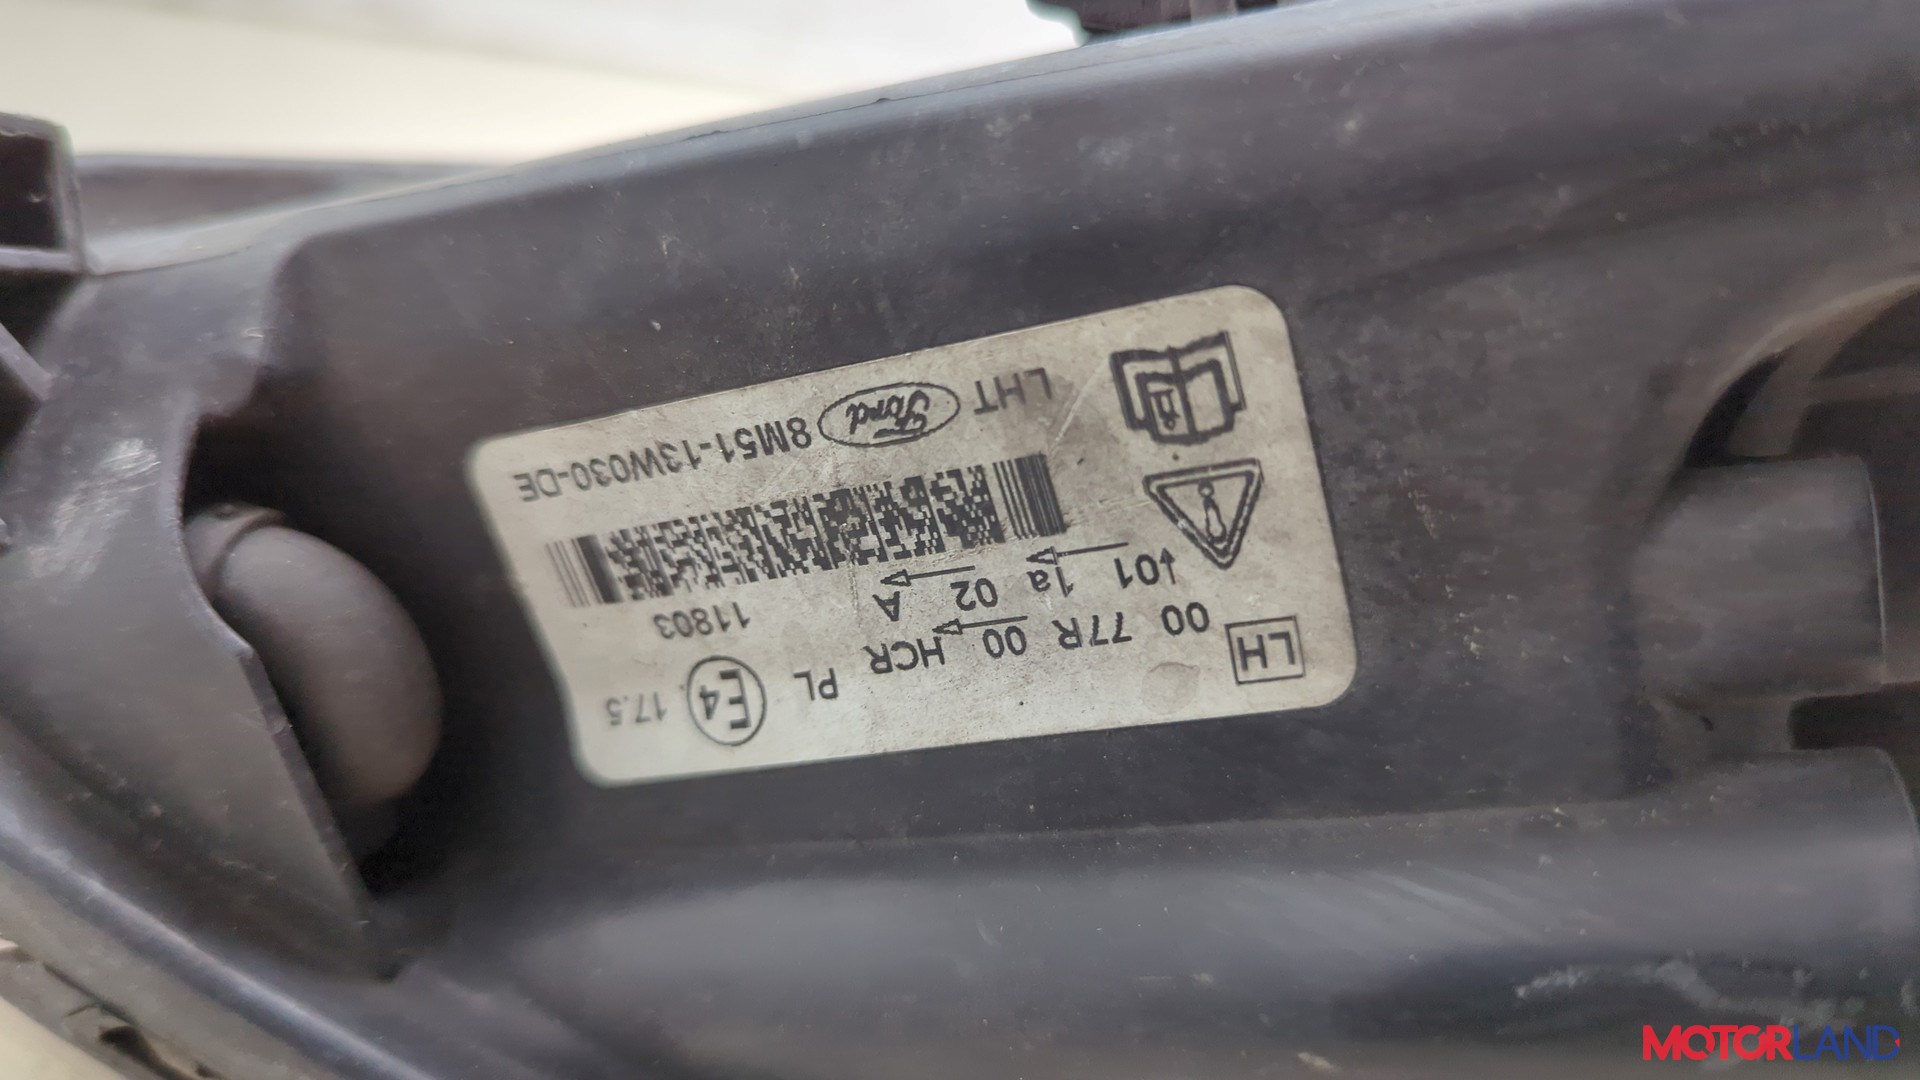 LH 00 77R 00 HCR PL E4 17.5
01 1a 02 A 11803
LHT Ford 8M51-13W030-DE
MOTORLAND